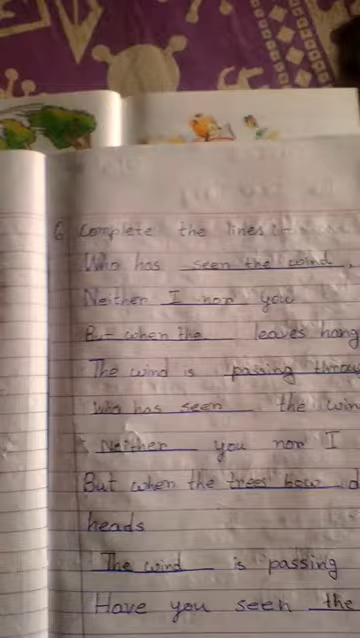 6 Complete the lines :-
Who has seen the wind.
Neither I nor you
But when the leaves hang
The wind is passing throu
Who has seen the win
Neither you nor I
But when the trees bow d
heads
The wind is passing
Have you seen the